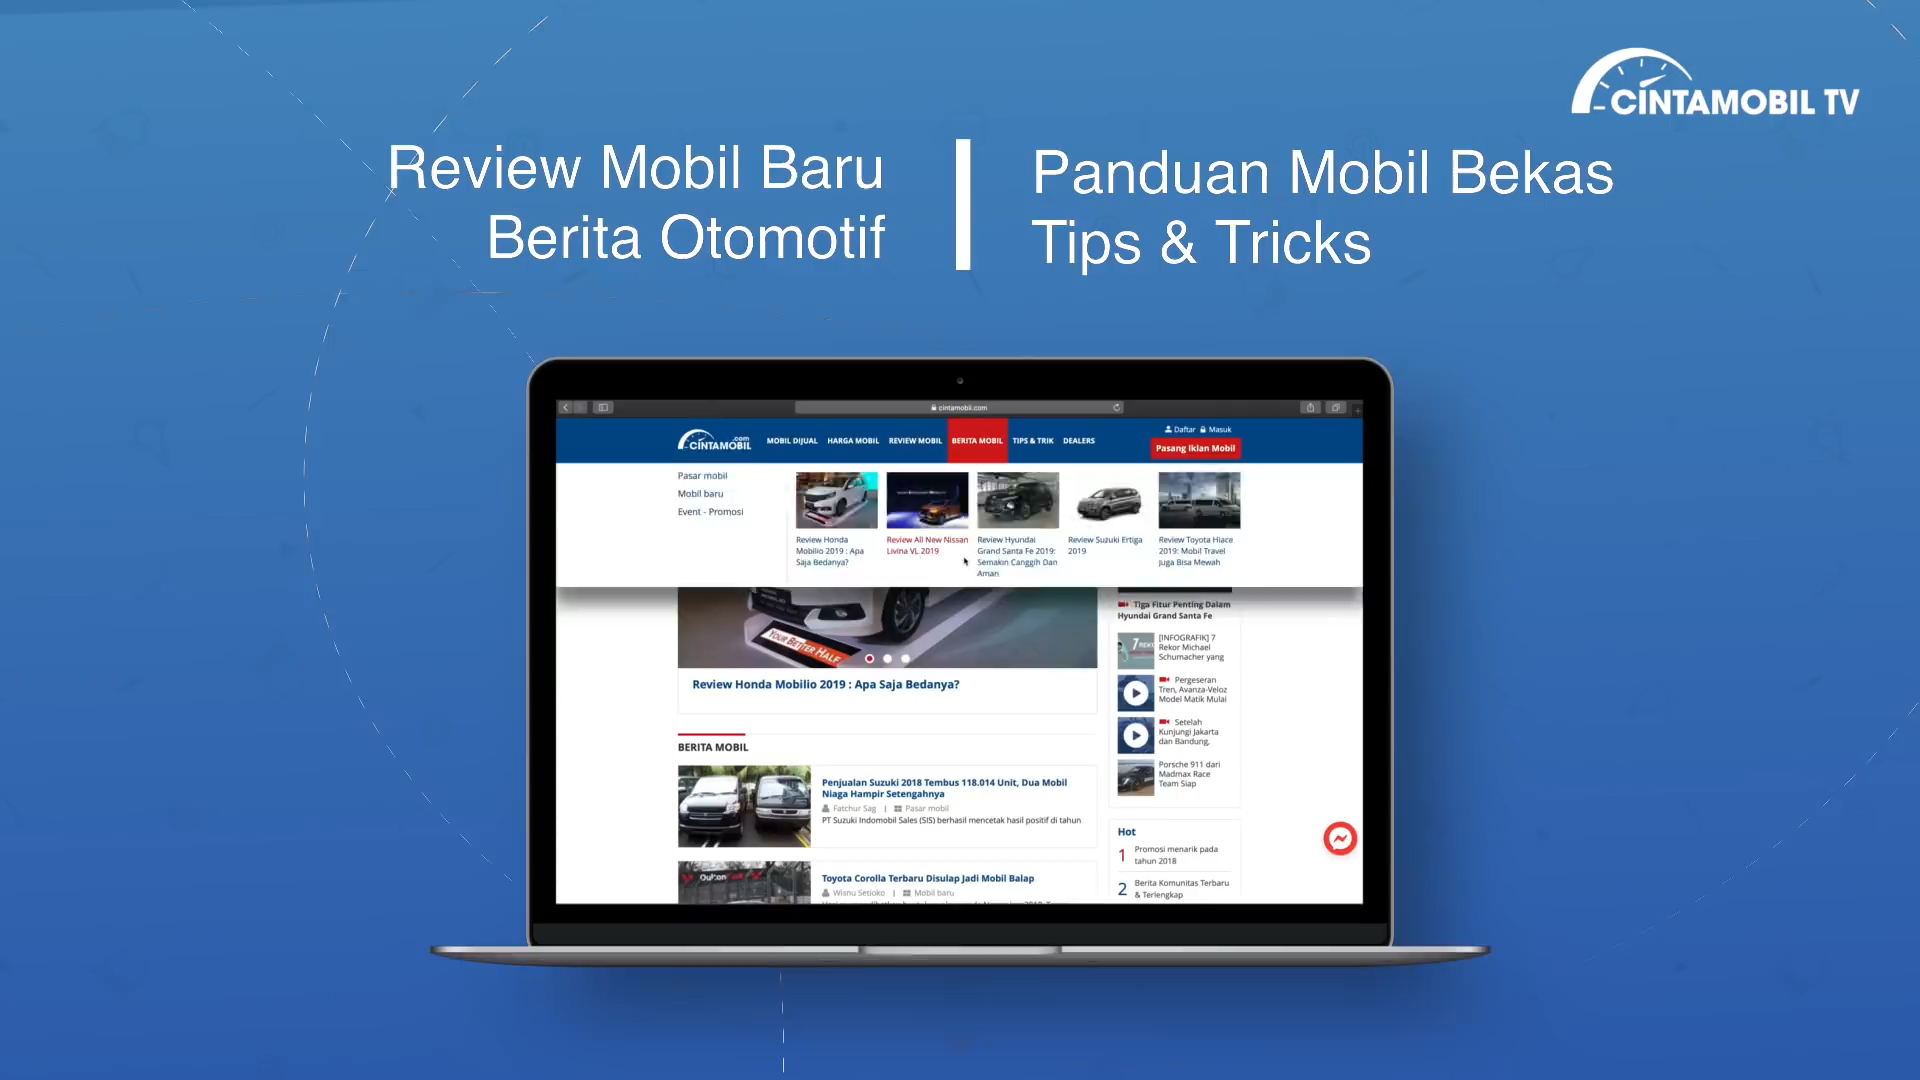 CINTAMOBIL TV
Review Mobil Baru
Berita Otomotif
Panduan Mobil Bekas
Tips & Tricks
cintamobil.com
CINTAMOBIL
.com
MOBIL DIJUAL
HARGA MOBIL
REVIEW MOBIL
BERITA MOBIL
TIPS & TRIK
DEALERS
Daftar
Masuk
Pasang Iklan Mobil
Pasar mobil
Mobil baru
Event - Promosi
Review Honda
Mobilio 2019 : Apa
Saja Bedanya?
Review All New Nissan
Livina VL 2019
Review Hyundai
Grand Santa Fe 2019:
Semakin Canggih Dan
Aman
Review Suzuki Ertiga
2019
Review Toyota Hiace
2019: Mobil Travel
Juga Bisa Mewah
YOUR BETTER HALF
Review Honda Mobilio 2019 : Apa Saja Bedanya?
BERITA MOBIL
Penjualan Suzuki 2018 Tembus 118.014 Unit, Dua Mobil
Niaga Hampir Setengahnya
Fatchur Sag | Pasar mobil
PT Suzuki Indomobil Sales (SIS) berhasil mencetak hasil positif di tahun
Toyota Corolla Terbaru Disulap Jadi Mobil Balap
Wisnu Setioko | Mobil baru
Tiga Fitur Penting Dalam
Hyundai Grand Santa Fe
[INFOGRAFIK] 7
Rekor Michael
Schumacher yang
Pergeseran
Tren, Avanza-Veloz
Model Matik Mulai
Setelah
Kunjungi Jakarta
dan Bandung,
Porsche 911 dari
Madmax Race
Team Siap
Hot
1 Promosi menarik pada
tahun 2018
2 Berita Komunitas Terbaru
& Terlengkap